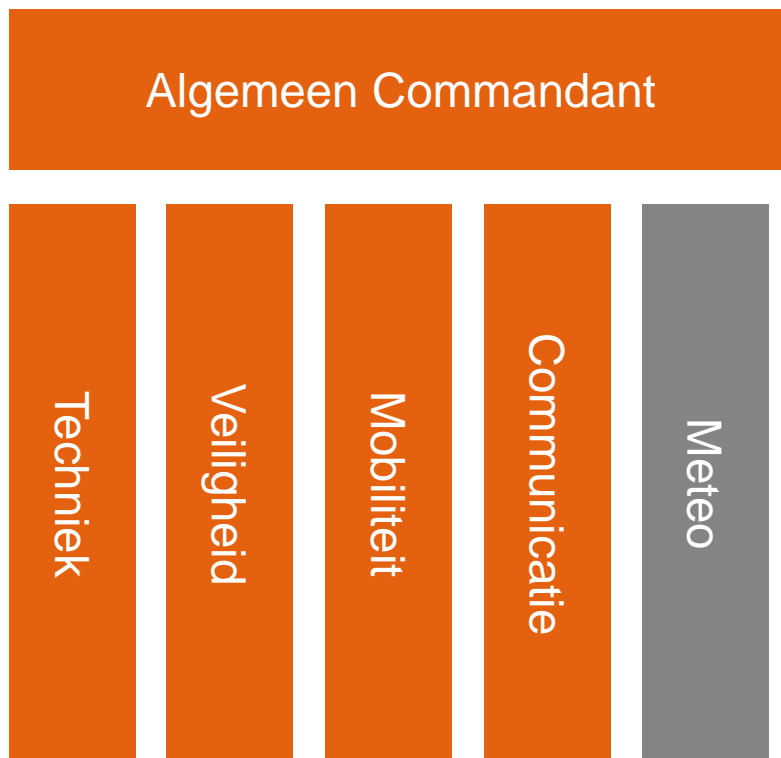 Algemeen Commandant
Techniek
Veiligheid
Mobiliteit
Communicatie
Meteo